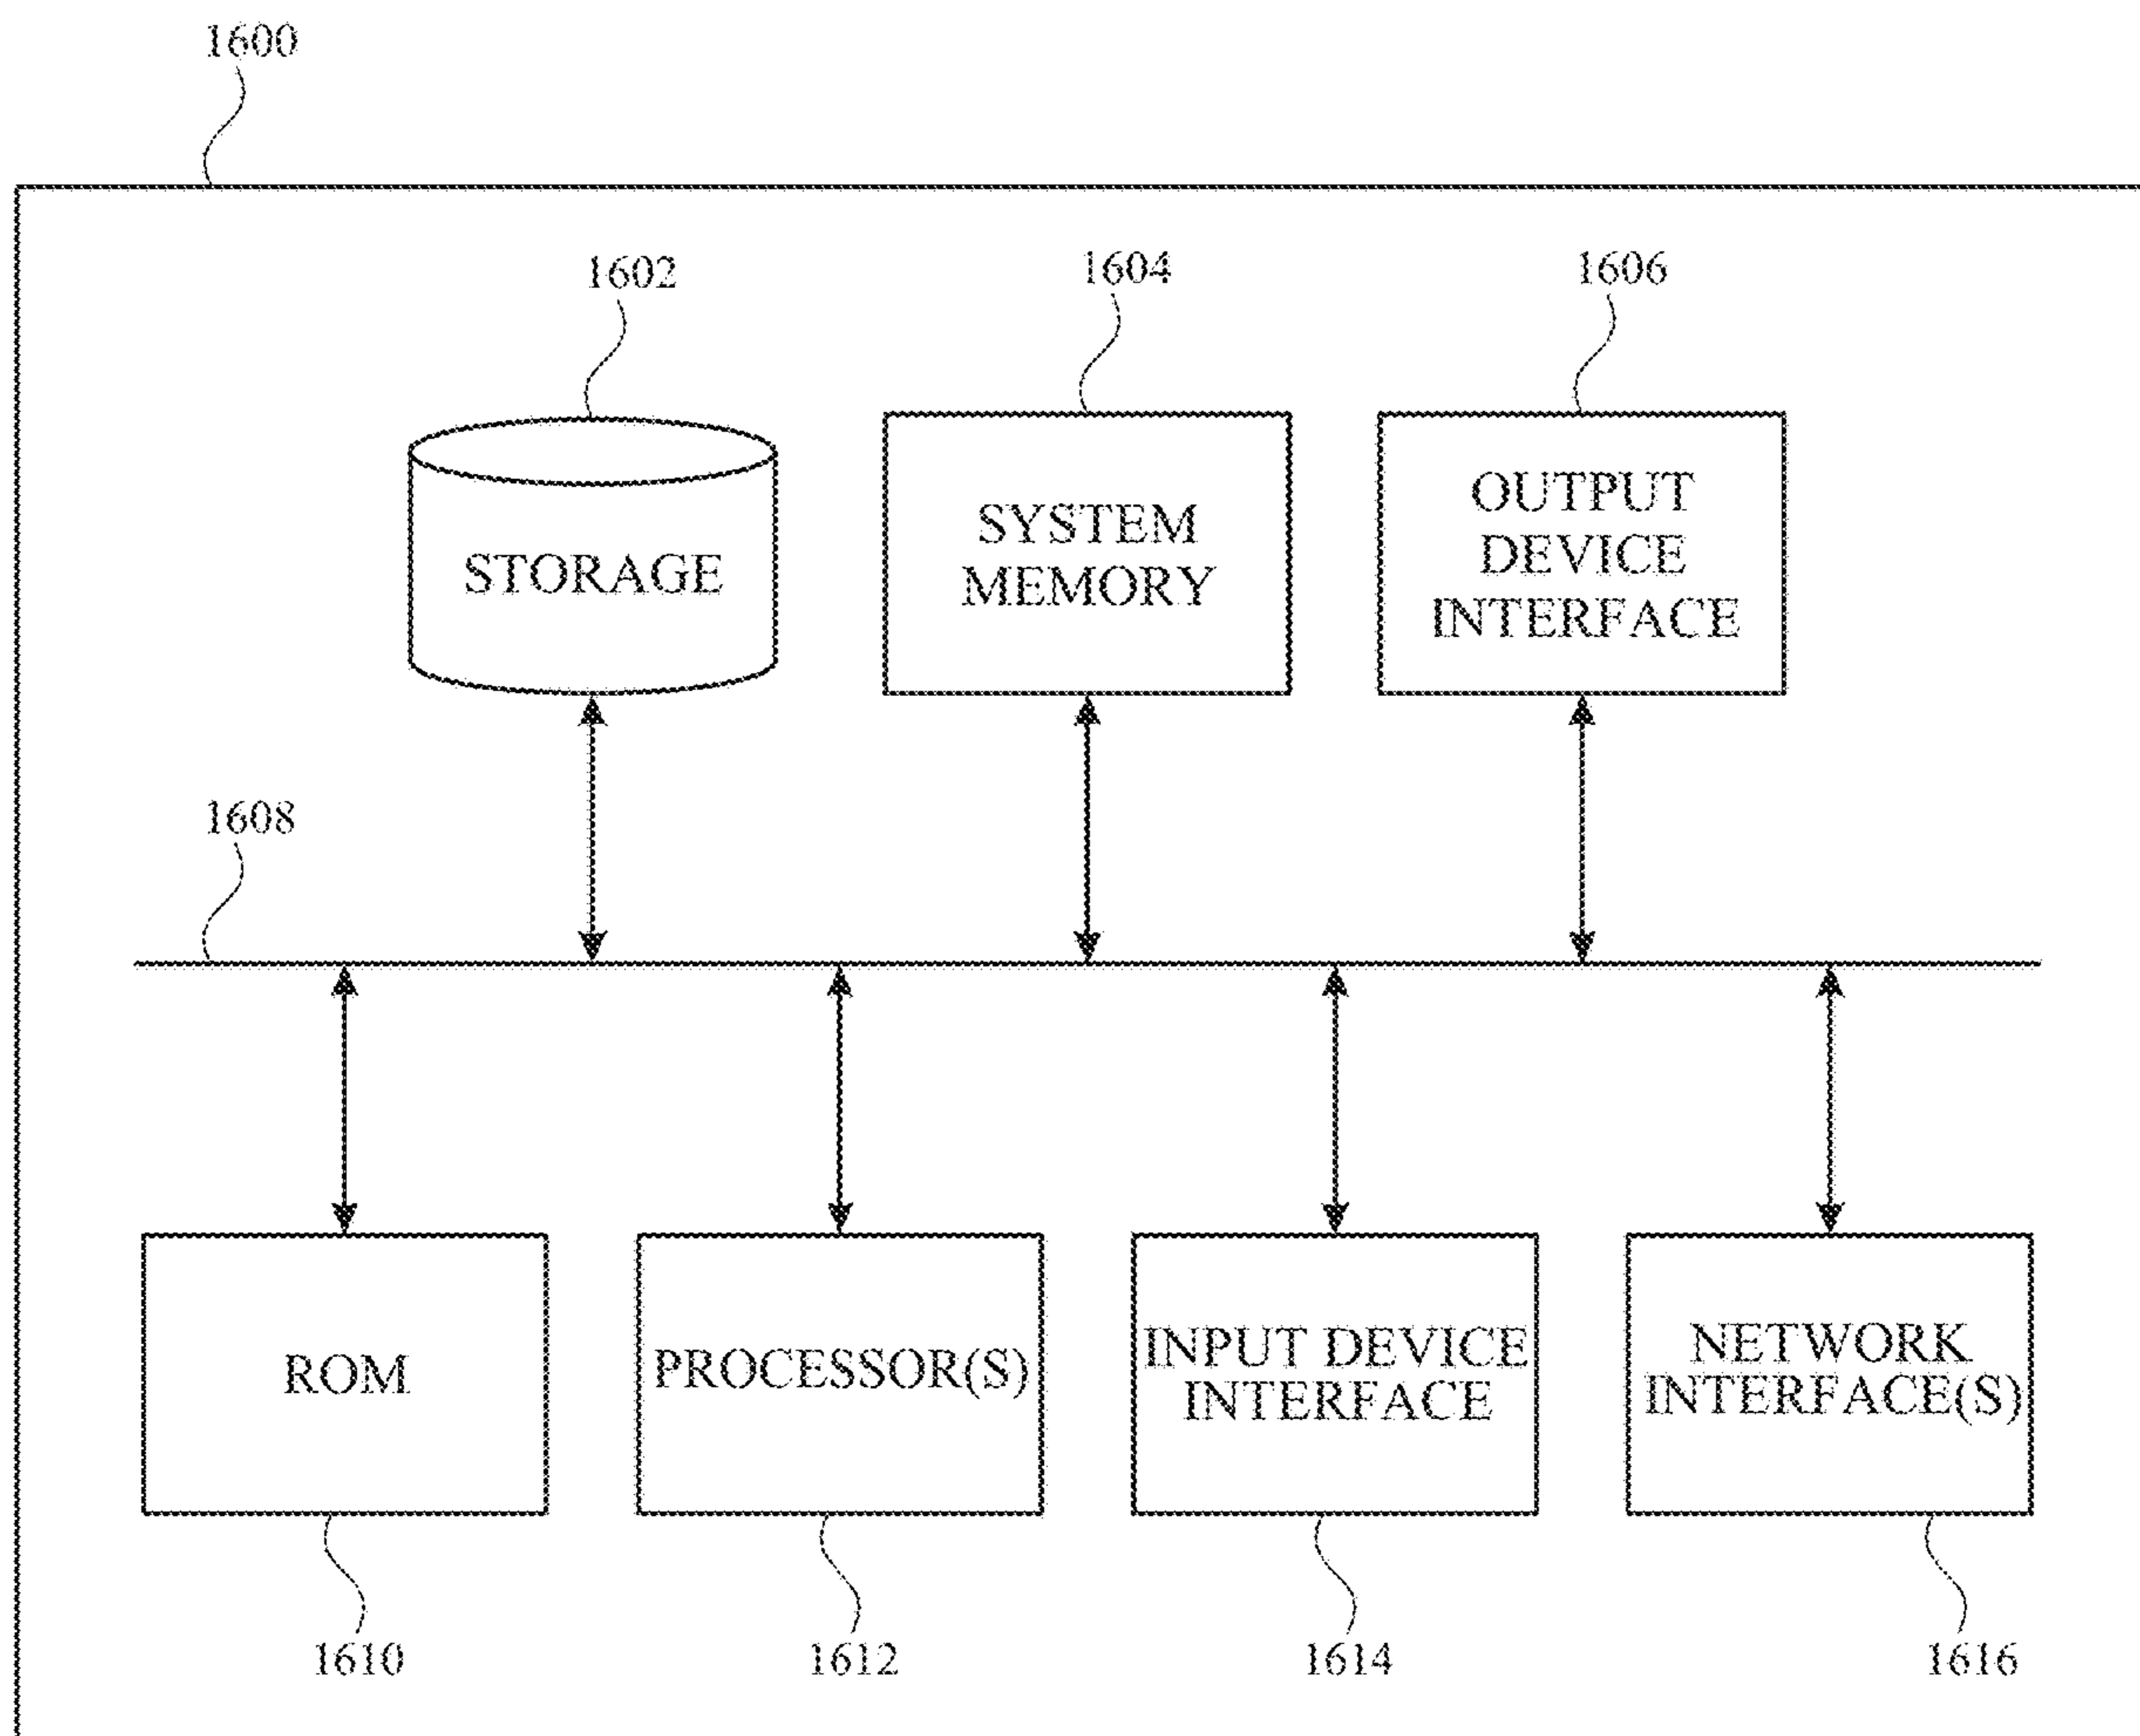 1600
1602
1604
1606
STORAGE
SYSTEM
MEMORY
OUTPUT
DEVICE
INTERFACE
1608
ROM
PROCESSOR(S)
INPUT DEVICE
INTERFACE
NETWORK
INTERFACE(S)
1610
1612
1614
1616